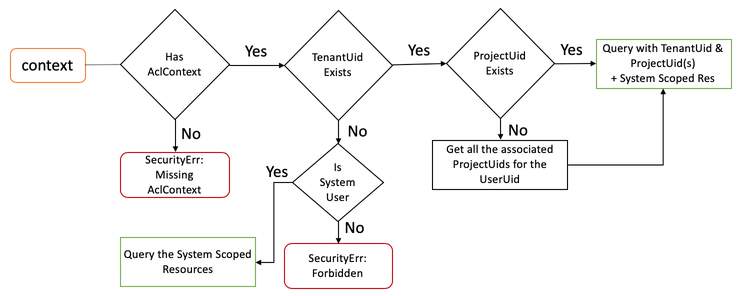 context
Has
AclContext
Yes
TenantUid
Exists
Yes
ProjectUid
Exists
Yes
Query with TenantUid &
ProjectUid(s)
+ System Scoped Res
No
SecurityErr:
Missing
AclContext
No
No
Get all the associated
ProjectUids for the
UserUid
Is
System
User
Yes
No
Query the System Scoped
Resources
SecurityErr:
Forbidden